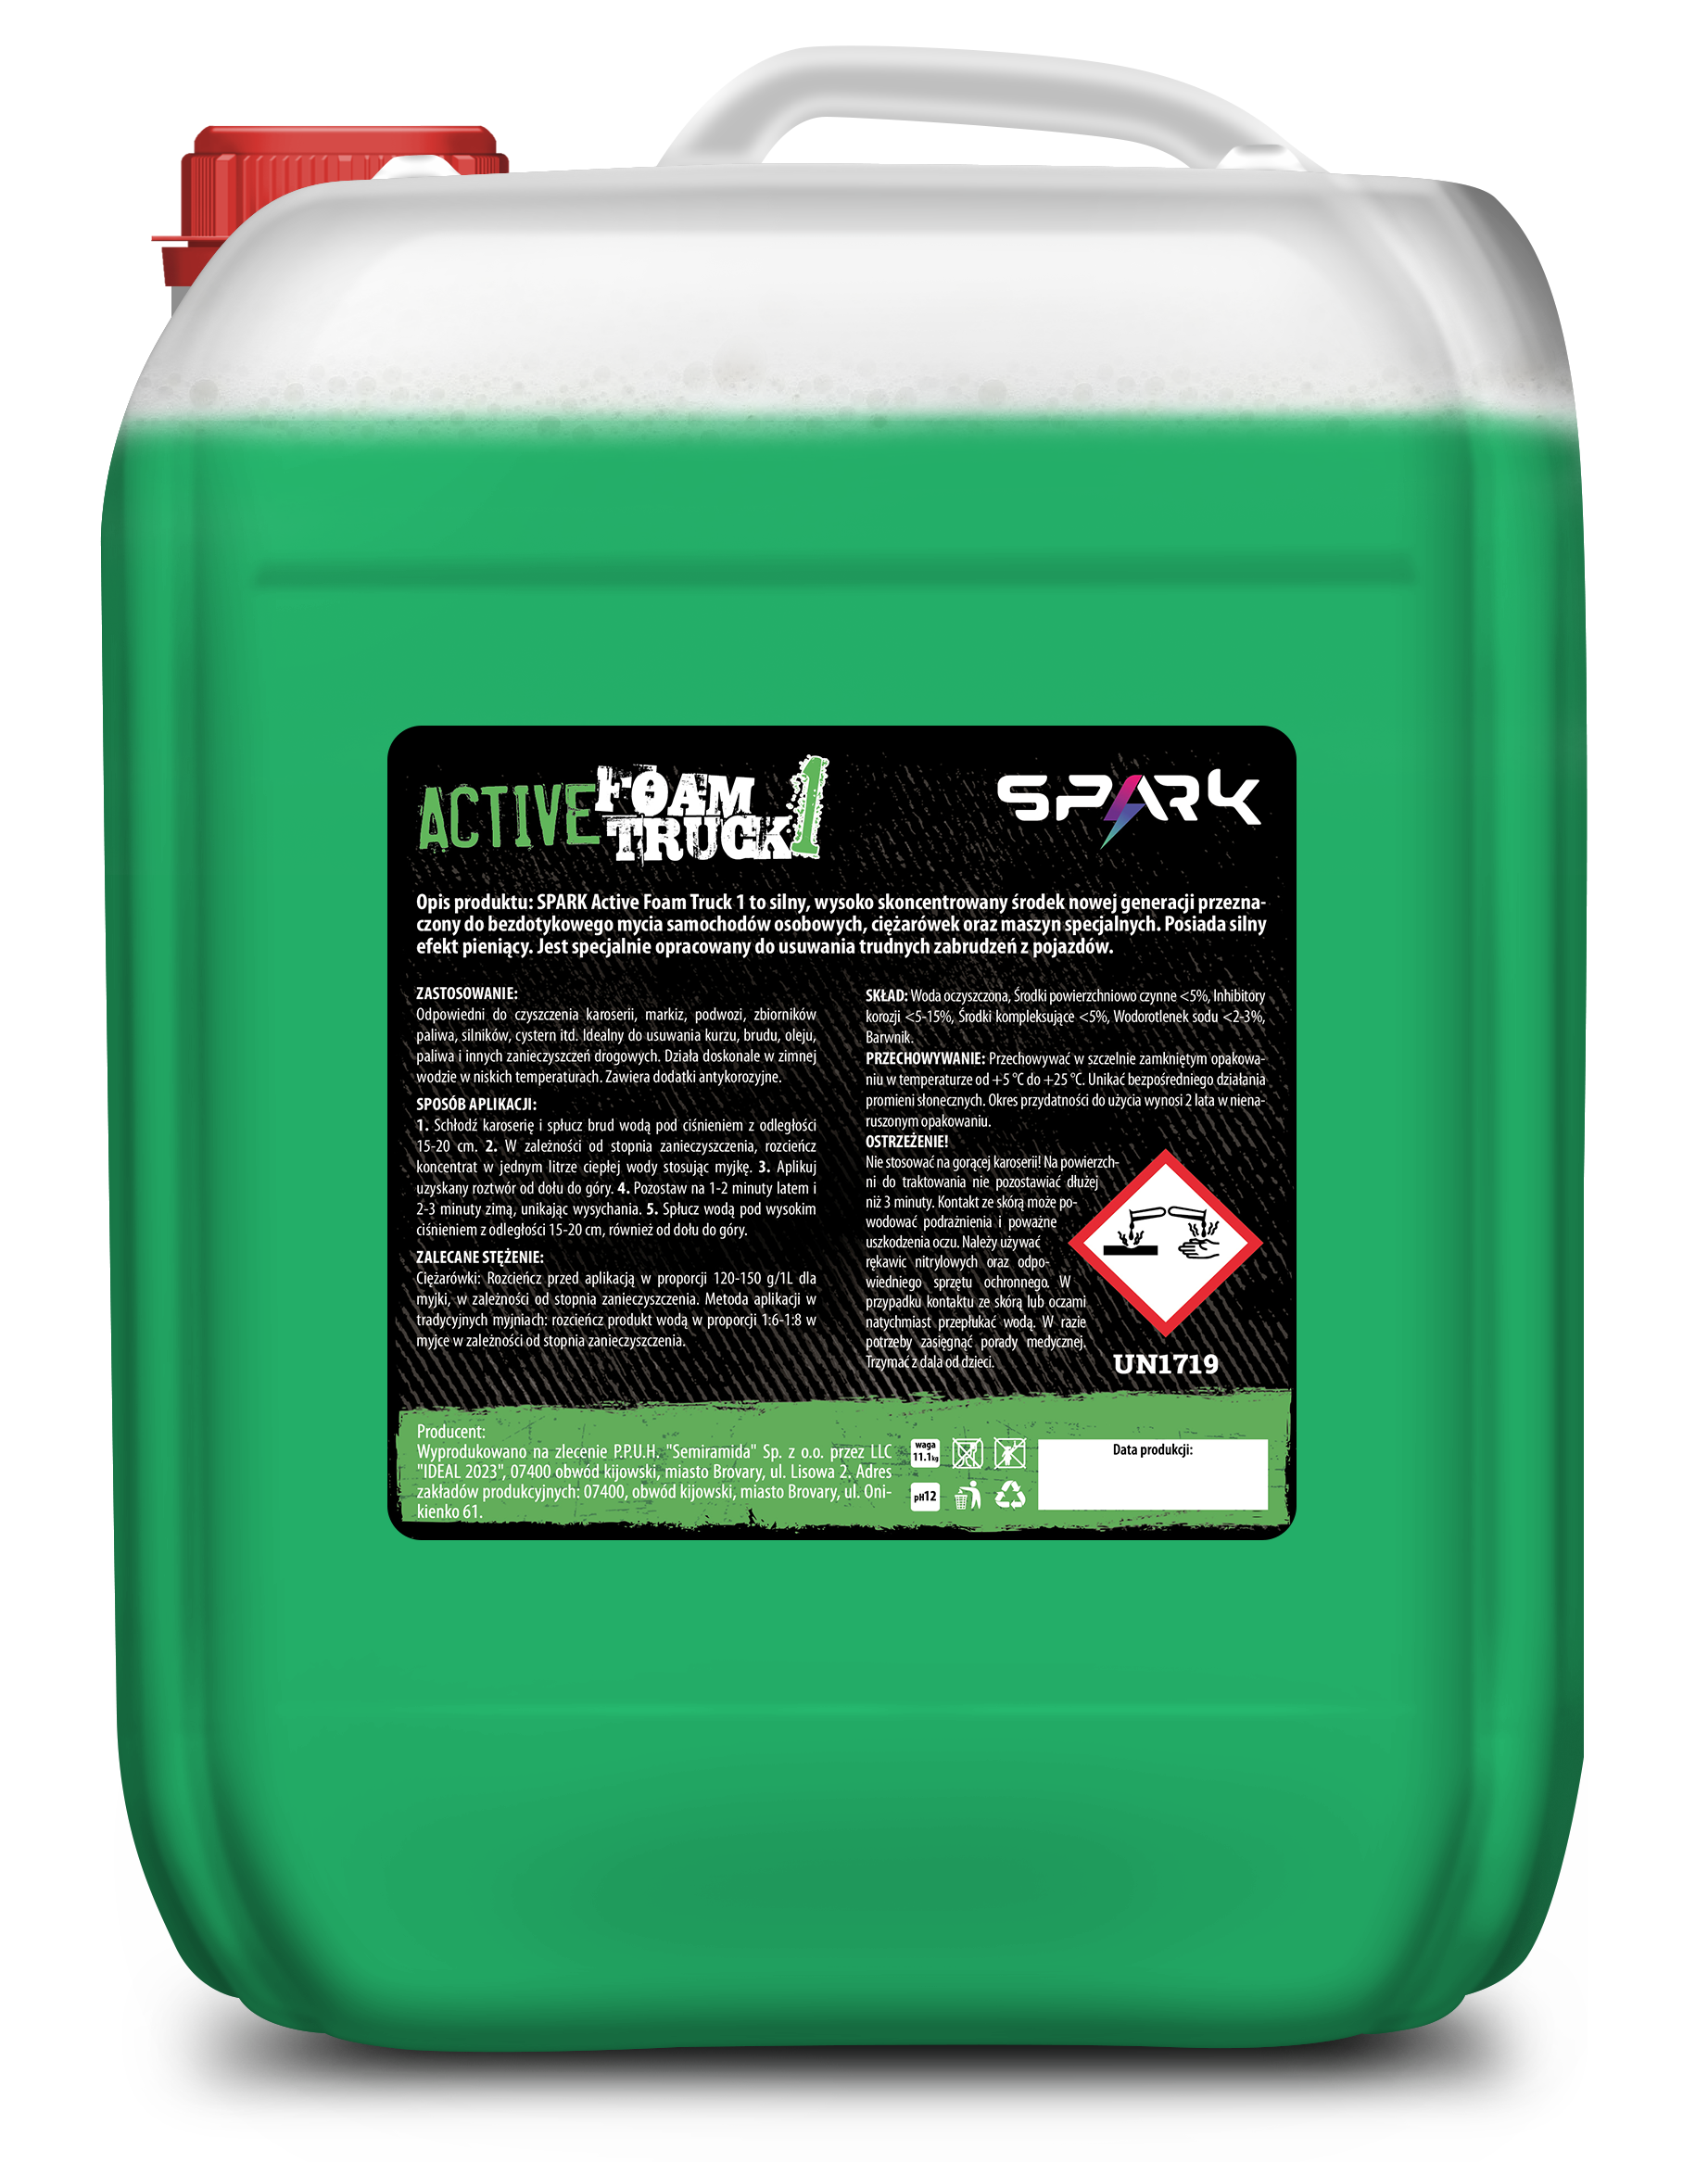 ACTIVE FOAM TRUCK 1
SPARK
Opis produktu: SPARK Active Foam Truck 1 to silny, wysoko skoncentrowany środek nowej generacji przezna-
czony do bezdotykowego mycia samochodów osobowych, ciężarówek oraz maszyn specjalnych. Posiada silny
efekt pieniący. Jest specjalnie opracowany do usuwania trudnych zabrudzeń z pojazdów.
ZASTOSOWANIE:
Odpowiedni do czyszczenia karoserii, markiz, podwozi, zbiorników
paliwa, silników, cystern itd. Idealny do usuwania kurzu, brudu, oleju,
paliwa i innych zanieczyszczeń drogowych. Działa doskonale w zimnej
wodzie w niskich temperaturach. Zawiera dodatki antykorozyjne.
SPOSÓB APLIKACJI:
1. Schłodź karoserię i spłucz brud wodą pod ciśnieniem z odległości
15-20 cm. 2. W zależności od stopnia zanieczyszczenia, rozcieńcz
koncentrat w jednym litrze ciepłej wody stosując myjkę. 3. Aplikuj
uzyskany roztwór od dołu do góry. 4. Pozostaw na 1-2 minuty latem i
2-3 minuty zimą, unikając wysychania. 5. Spłucz wodą pod wysokim
ciśnieniem z odległości 15-20 cm, również od dołu do góry.
ZALECANE STĘŻENIE:
Ciężarówki: Rozcieńcz przed aplikacją w proporcji 120-150 g/1L dla
myjki, w zależności od stopnia zanieczyszczenia. Metoda aplikacji w
tradycyjnych myjniach: rozcieńcz produkt wodą w proporcji 1:6-1:8 w
myjce w zależności od stopnia zanieczyszczenia.
SKŁAD: Woda oczyszczona, Środki powierzchniowo czynne <5%, Inhibitory
korozji <5-15%, Środki kompleksujące <5%, Wodorotlenek sodu <2-3%,
Barwnik.
PRZECHOWYWANIE: Przechowywać w szczelnie zamkniętym opakowa-
niu w temperaturze od +5 °C do +25 °C. Unikać bezpośredniego działania
promieni słonecznych. Okres przydatności do użycia wynosi 2 lata w niena-
ruszonym opakowaniu.
OSTRZEŻENIE!
Nie stosować na gorącej karoserii! Na powierzch-
ni do traktowania nie pozostawiać dłużej
niż 3 minuty. Kontakt ze skórą może po-
wodować podrażnienia i poważne
uszkodzenia oczu. Należy używać
rękawic nitrylowych oraz odpo-
wiedniego sprzętu ochronnego. W
przypadku kontaktu ze skórą lub oczami
natychmiast przepłukać wodą. W razie
potrzeby zasięgnąć porady medycznej.
Trzymać z dala od dzieci.
UN1719
Producent:
Wyprodukowano na zlecenie P.P.U.H. "Semiramida" Sp. z o.o. przez LLC
"IDEAL 2023", 07400 obwód kijowski, miasto Brovary, ul. Lisowa 2. Adres
zakładów produkcyjnych: 07400, obwód kijowski, miasto Brovary, ul. Oni-
kienko 61.
waga
11.1kg
pH12
Data produkcji: